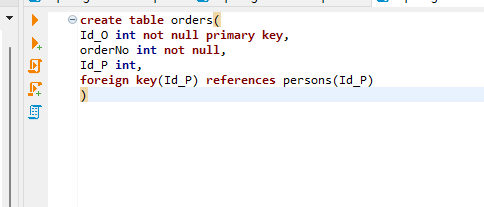 create table orders(
Id_O int not null primary key,
orderNo int not null,
Id_P int,
foreign key(Id_P) references persons(Id_P)
)